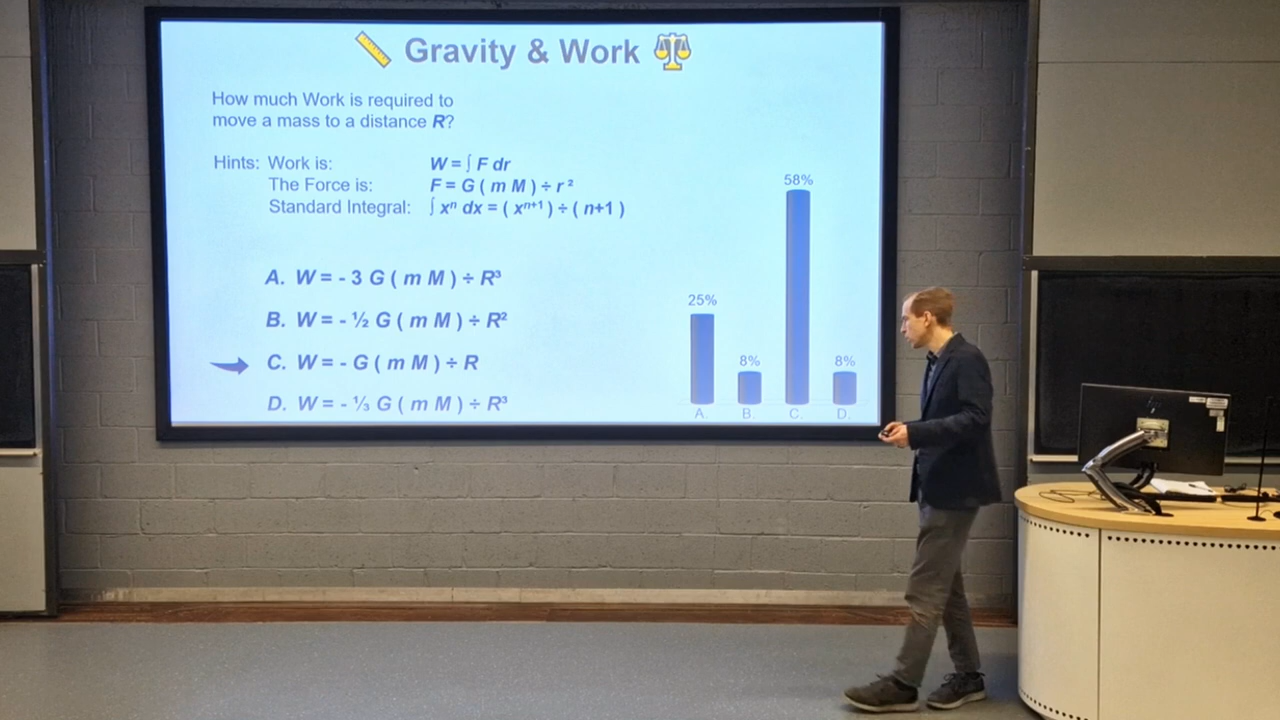 Gravity & Work
How much Work is required to
move a mass to a distance R?
Hints: Work is: W = ∫ F dr
The Force is: F = G ( m M ) ÷ r ²
Standard Integral: ∫ xⁿ dx = ( xⁿ⁺¹ ) ÷ ( n+1 )
A. W = - 3 G ( m M ) ÷ R³
B. W = - ½ G ( m M ) ÷ R²
C. W = - G ( m M ) ÷ R
D. W = - ⅓ G ( m M ) ÷ R³
25%
8%
58%
8%
A. B. C. D.